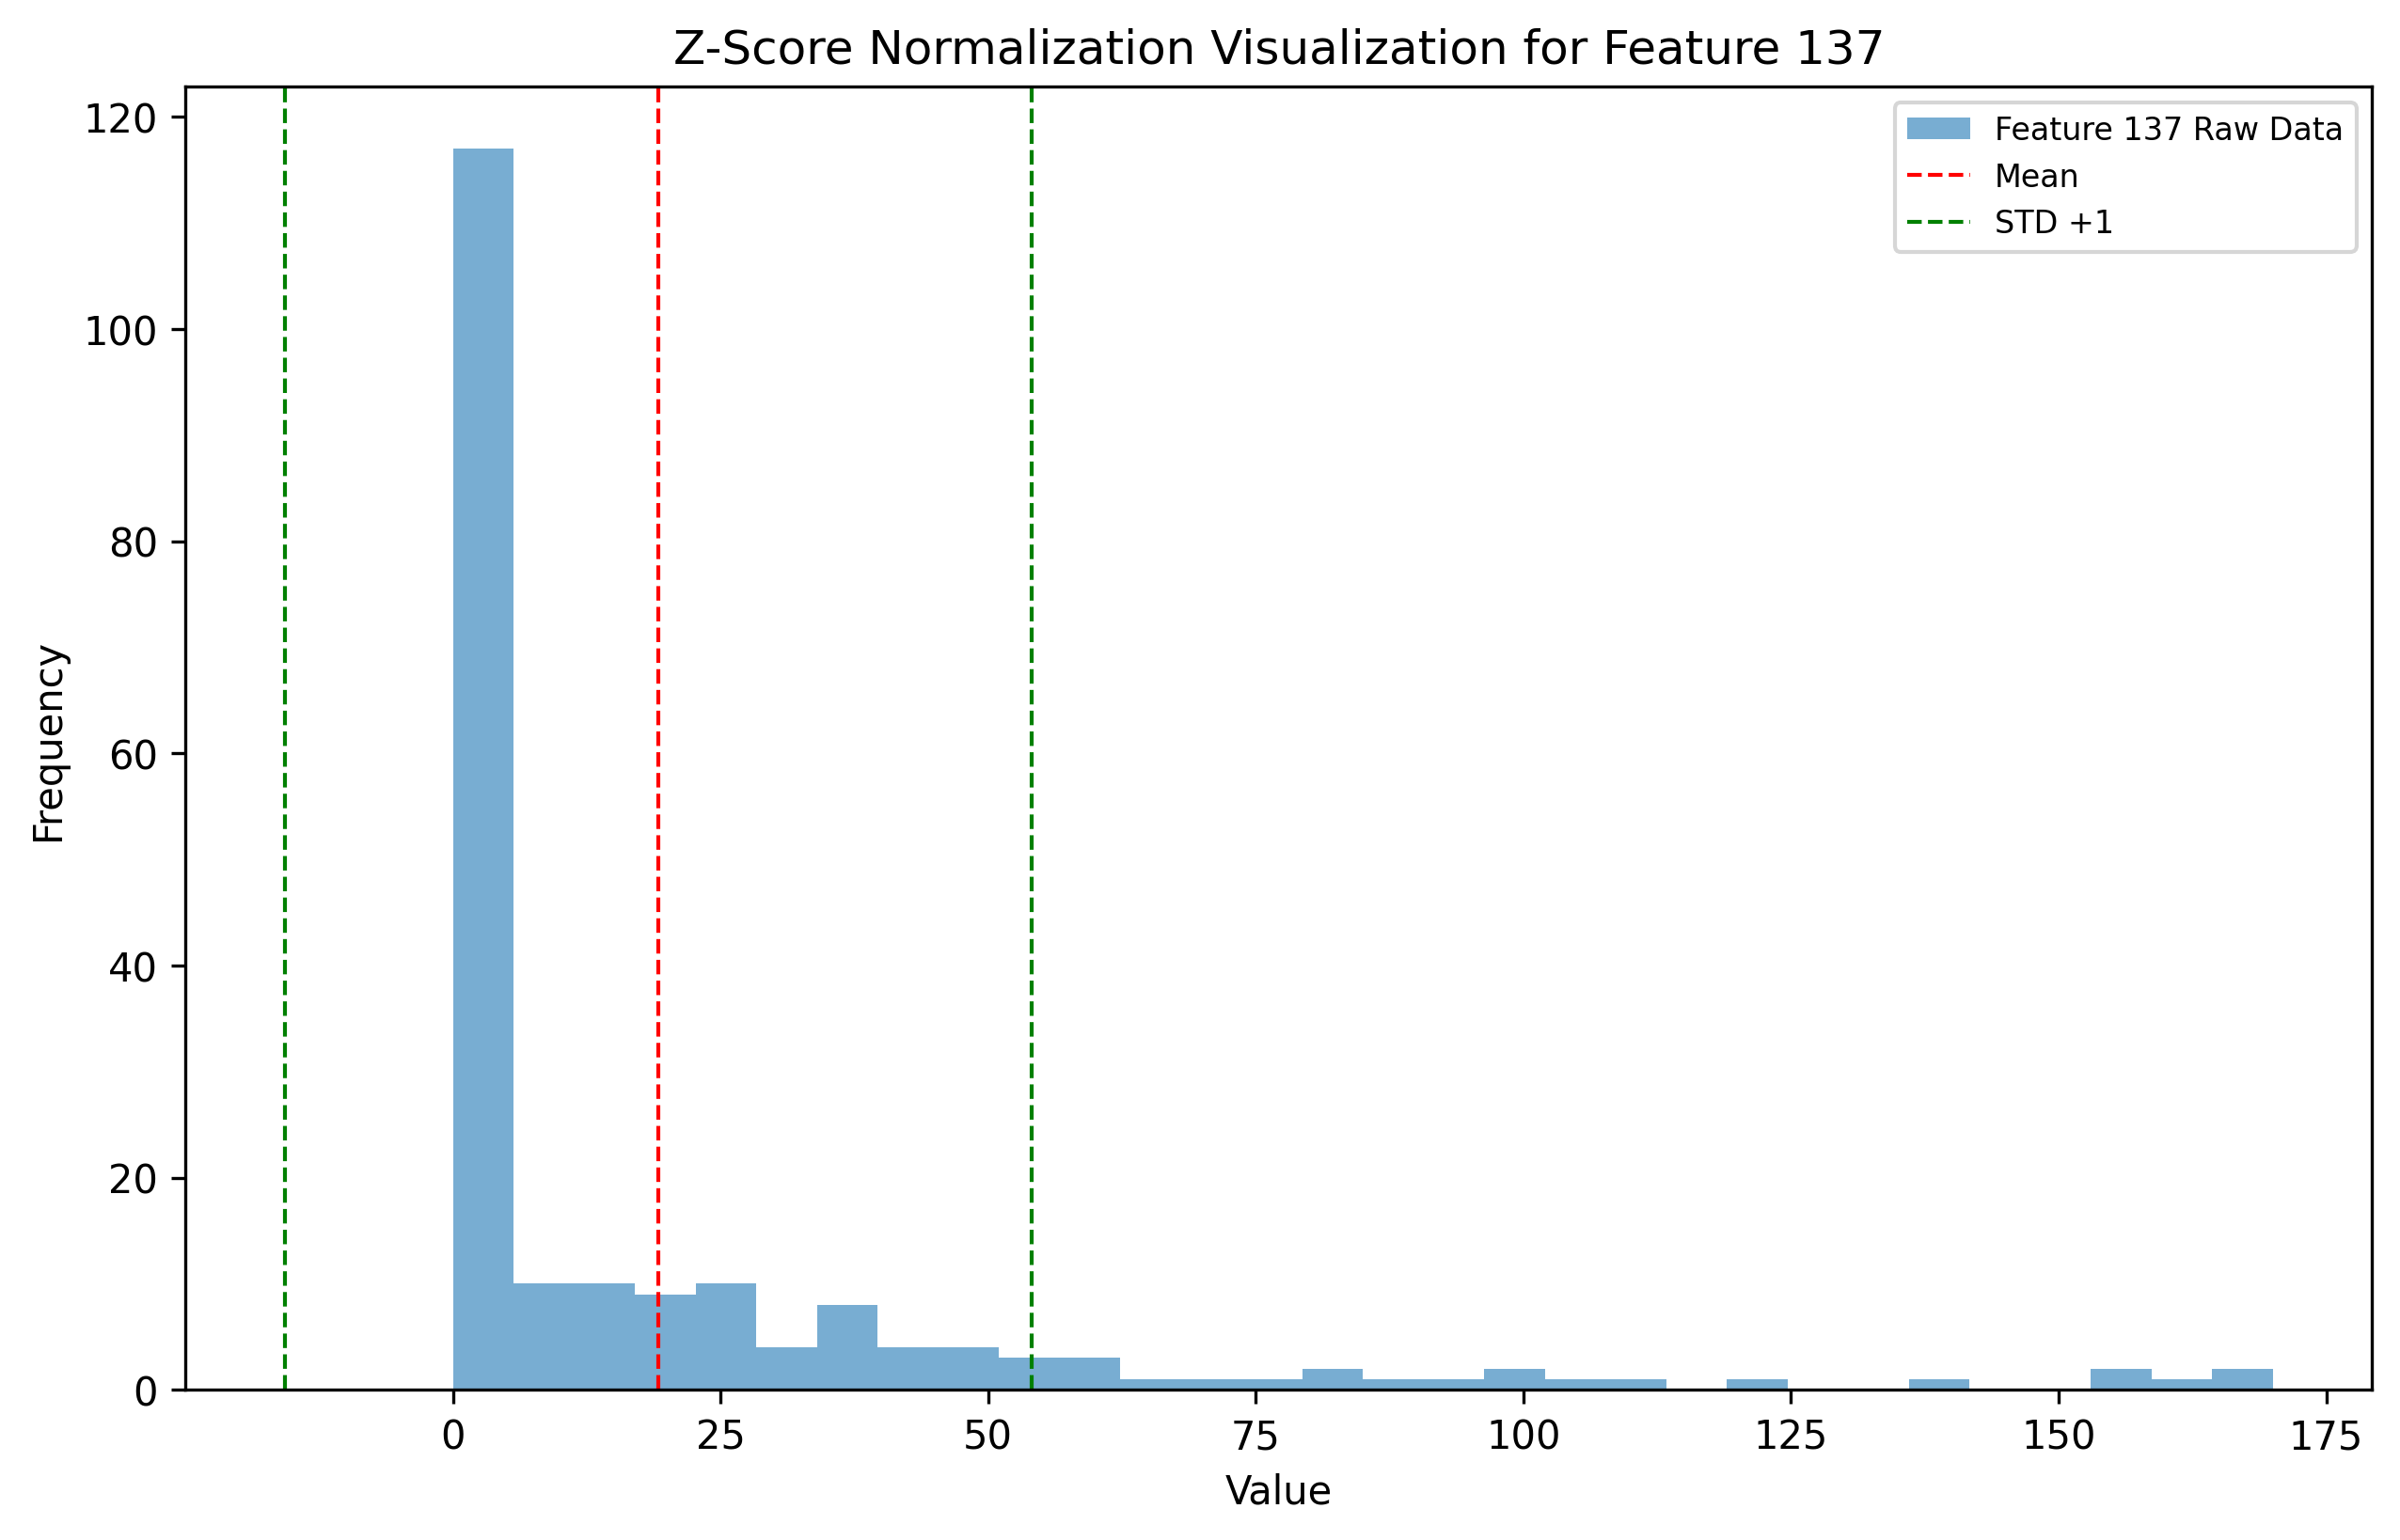 Z-Score Normalization Visualization for Feature 137
Feature 137 Raw Data
Mean
STD +1
120
100
80
60
40
20
0
Frequency
0 25 50 75 100 125 150 175
Value